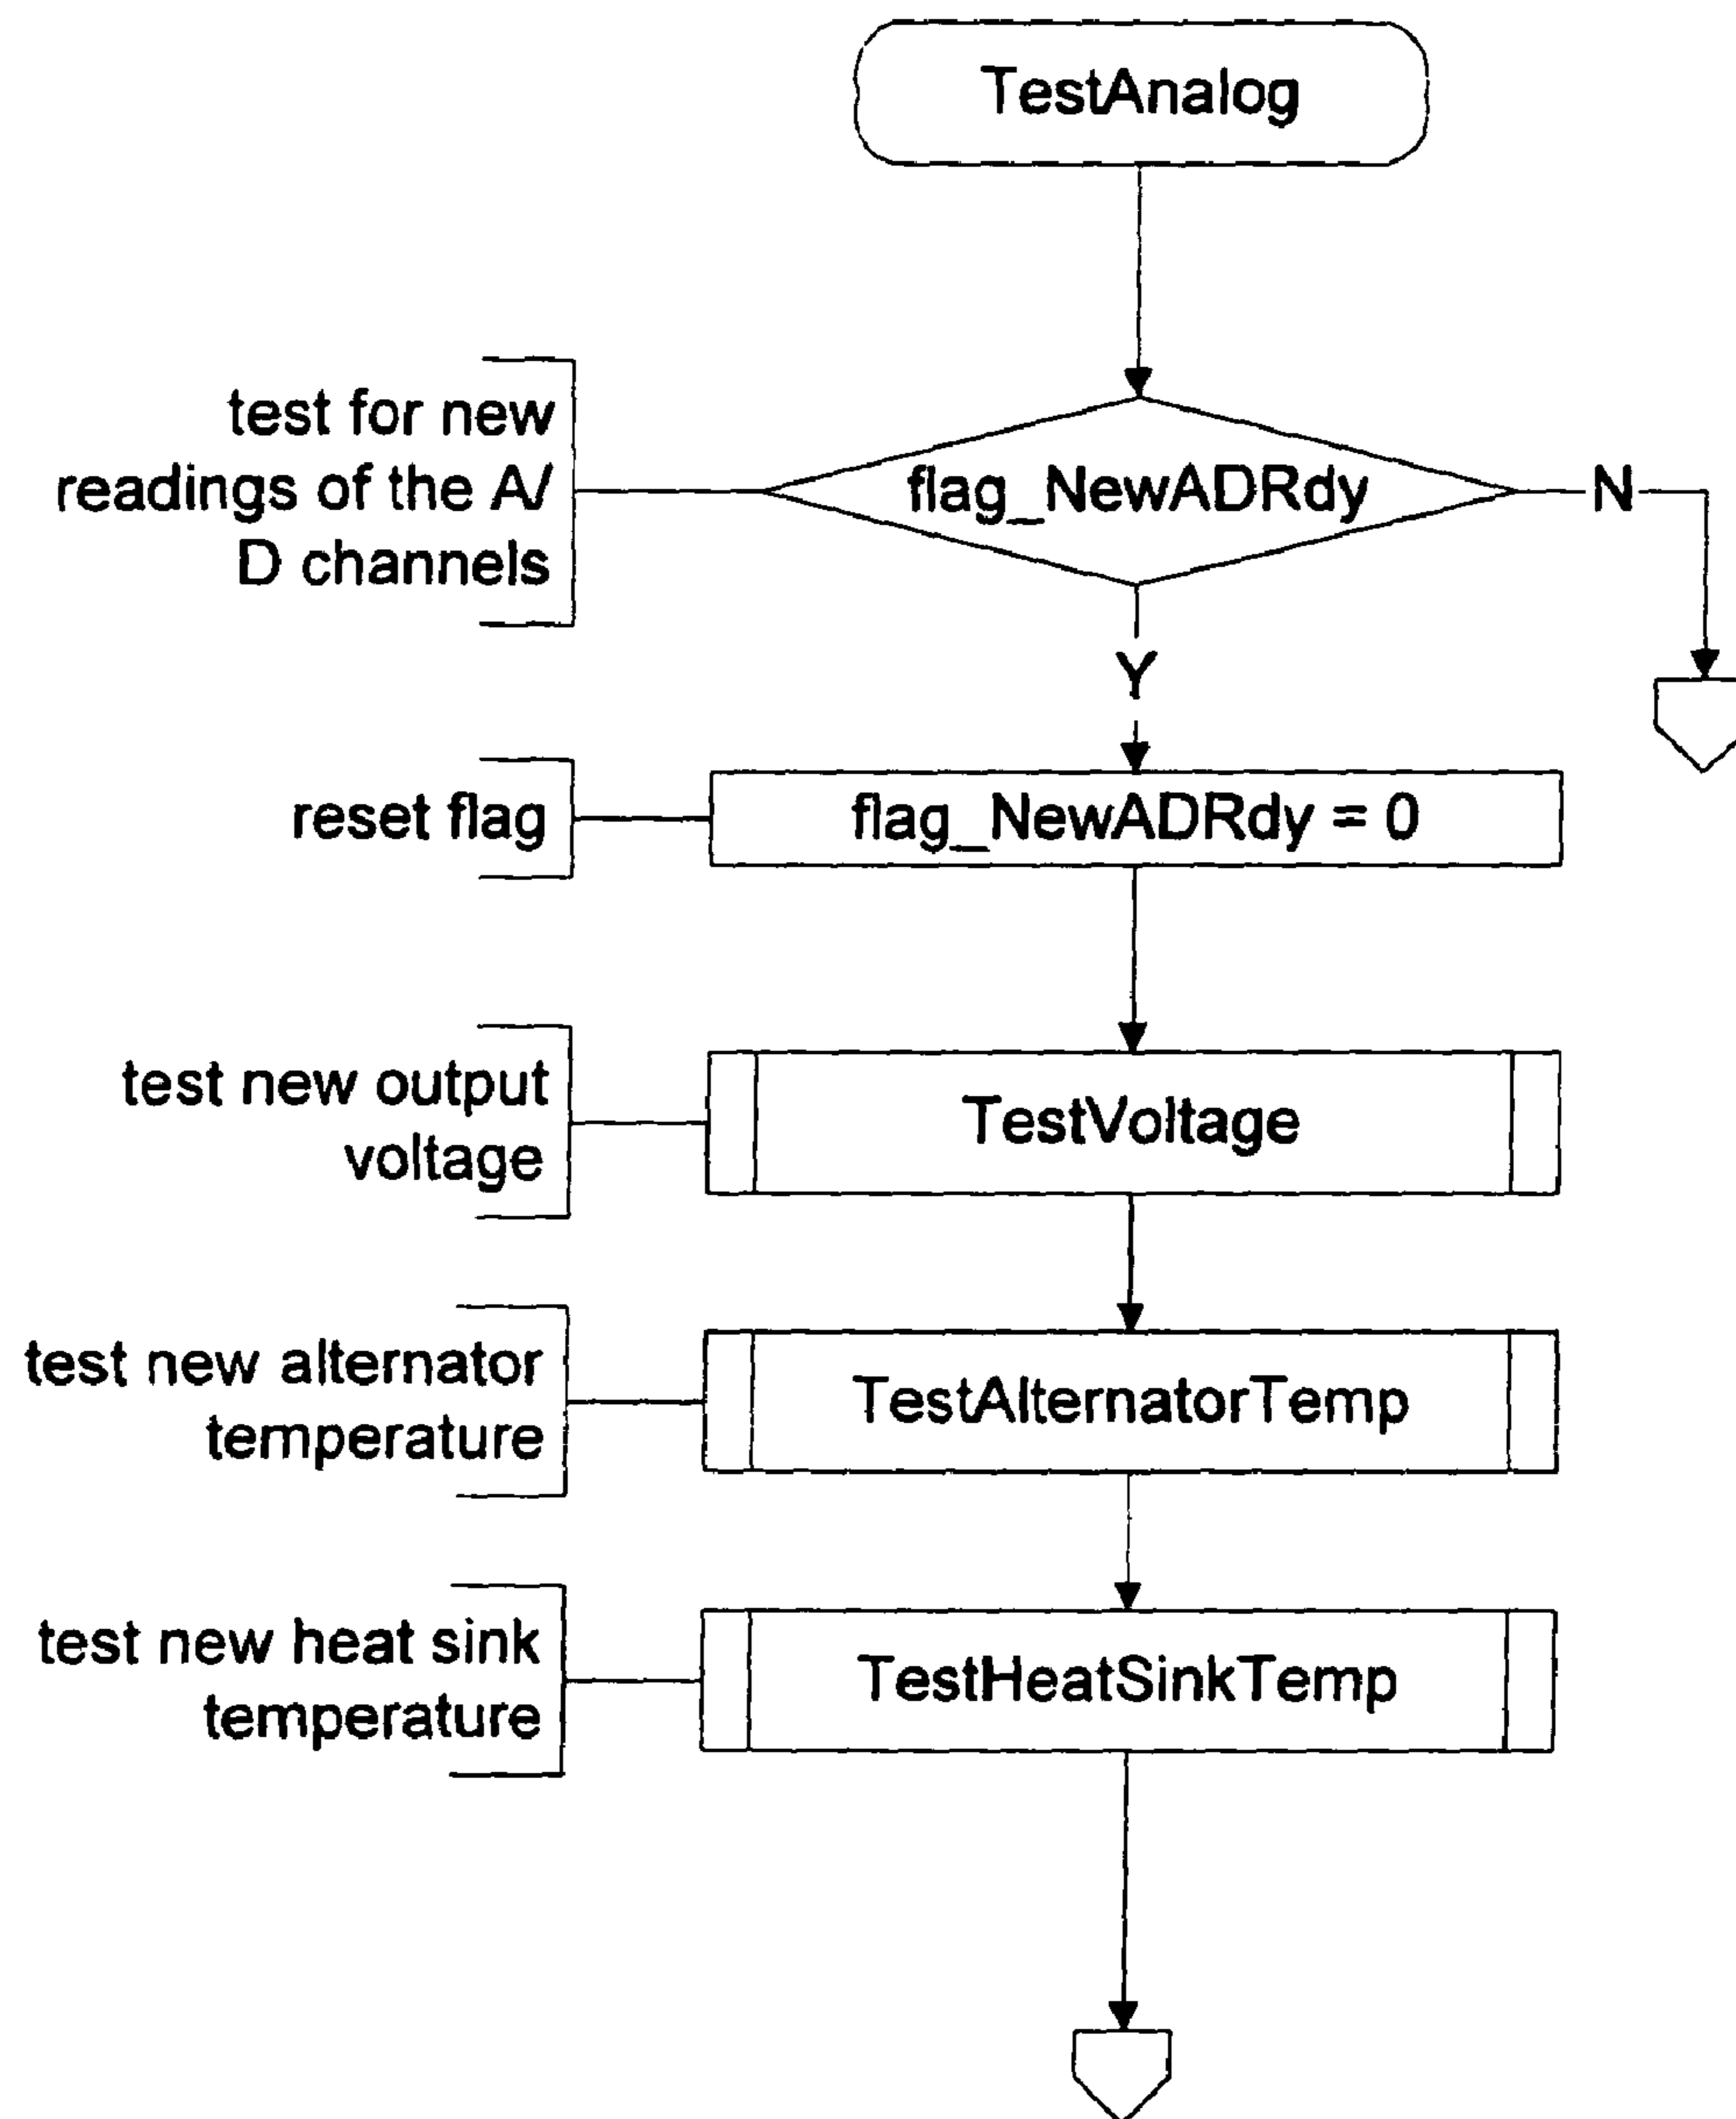 TestAnalog
test for new
readings of the A/
D channels
flag_NewADRdy
N
Y
reset flag
flag_NewADRdy = 0
test new output
voltage
TestVoltage
test new alternator
temperature
TestAlternatorTemp
test new heat sink
temperature
TestHeatSinkTemp